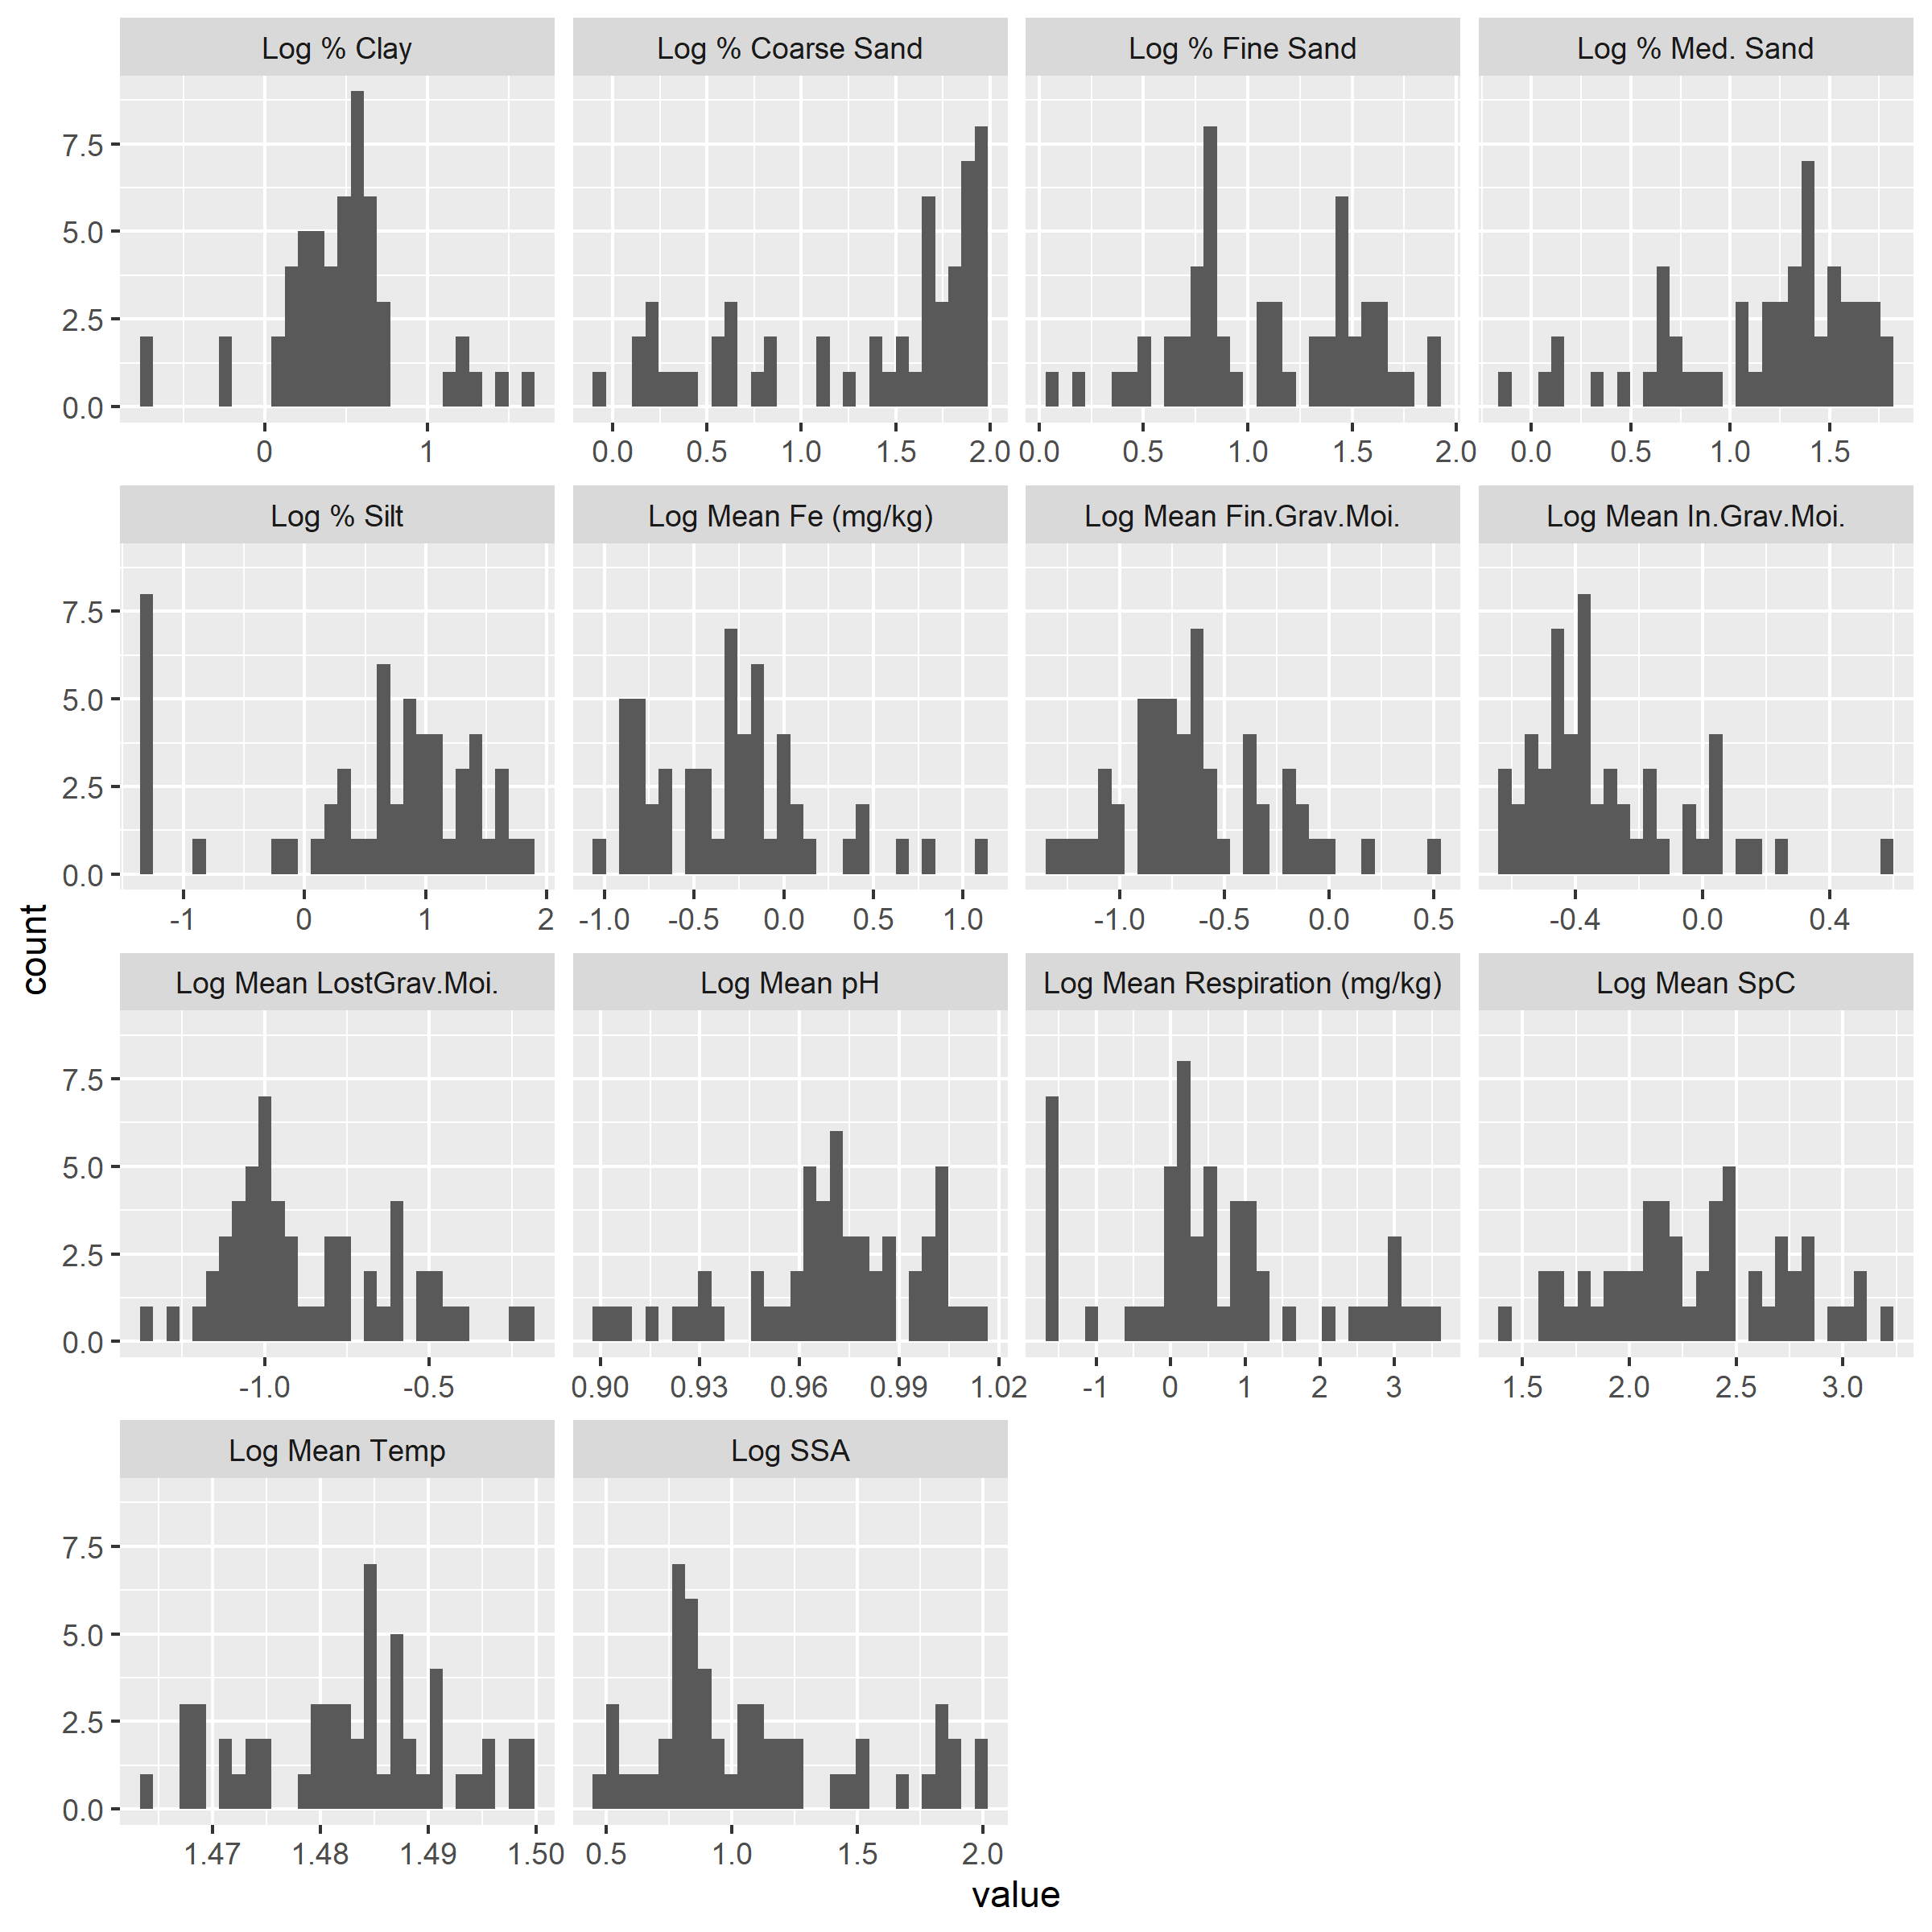 Log % Clay
Log % Coarse Sand
Log % Fine Sand
Log % Med. Sand
7.5
5.0
2.5
0.0
0 1
0.0 0.5 1.0 1.5 2.0
0.0 0.5 1.0 1.5 2.0
0.0 0.5 1.0 1.5
Log % Silt
Log Mean Fe (mg/kg)
Log Mean Fin.Grav.Moi.
Log Mean In.Grav.Moi.
7.5
5.0
2.5
0.0
-1 0 1 2
-1.0 -0.5 0.0 0.5 1.0
-1.0 -0.5 0.0 0.5
-0.4 0.0 0.4
count
Log Mean LostGrav.Moi.
Log Mean pH
Log Mean Respiration (mg/kg)
Log Mean SpC
7.5
5.0
2.5
0.0
-1.0 -0.5
0.90 0.93 0.96 0.99 1.02
-1 0 1 2 3
1.5 2.0 2.5 3.0
Log Mean Temp
Log SSA
7.5
5.0
2.5
0.0
1.47 1.48 1.49 1.50
0.5 1.0 1.5 2.0
value